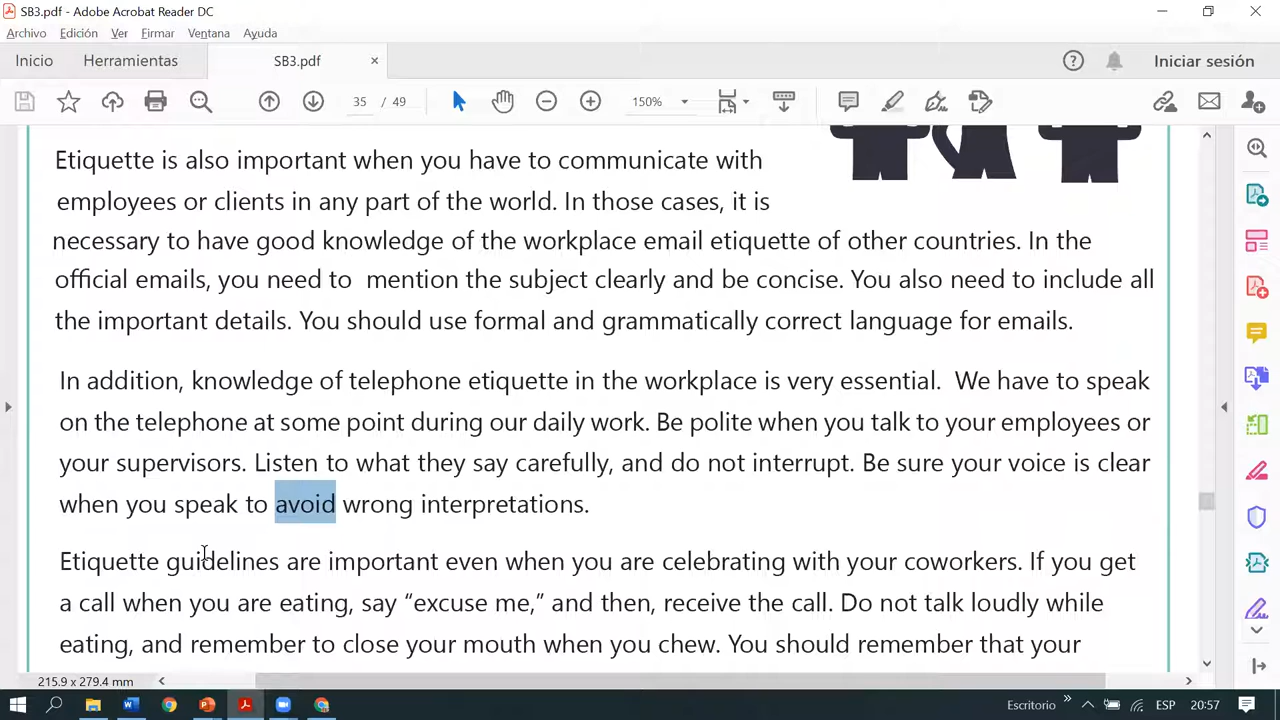 SB3.pdf - Adobe Acrobat Reader DC
Archivo Edición Ver Firmar Ventana Ayuda
Inicio Herramientas SB3.pdf × Iniciar sesión
35 / 49 150%
Etiquette is also important when you have to communicate with
employees or clients in any part of the world. In those cases, it is
necessary to have good knowledge of the workplace email etiquette of other countries. In the
official emails, you need to mention the subject clearly and be concise. You also need to include all
the important details. You should use formal and grammatically correct language for emails.
In addition, knowledge of telephone etiquette in the workplace is very essential. We have to speak
on the telephone at some point during our daily work. Be polite when you talk to your employees or
your supervisors. Listen to what they say carefully, and do not interrupt. Be sure your voice is clear
when you speak to avoid wrong interpretations.
Etiquette guidelines are important even when you are celebrating with your coworkers. If you get
a call when you are eating, say “excuse me,” and then, receive the call. Do not talk loudly while
eating, and remember to close your mouth when you chew. You should remember that your
215.9 x 279.4 mm
Escritorio ESP 20:57